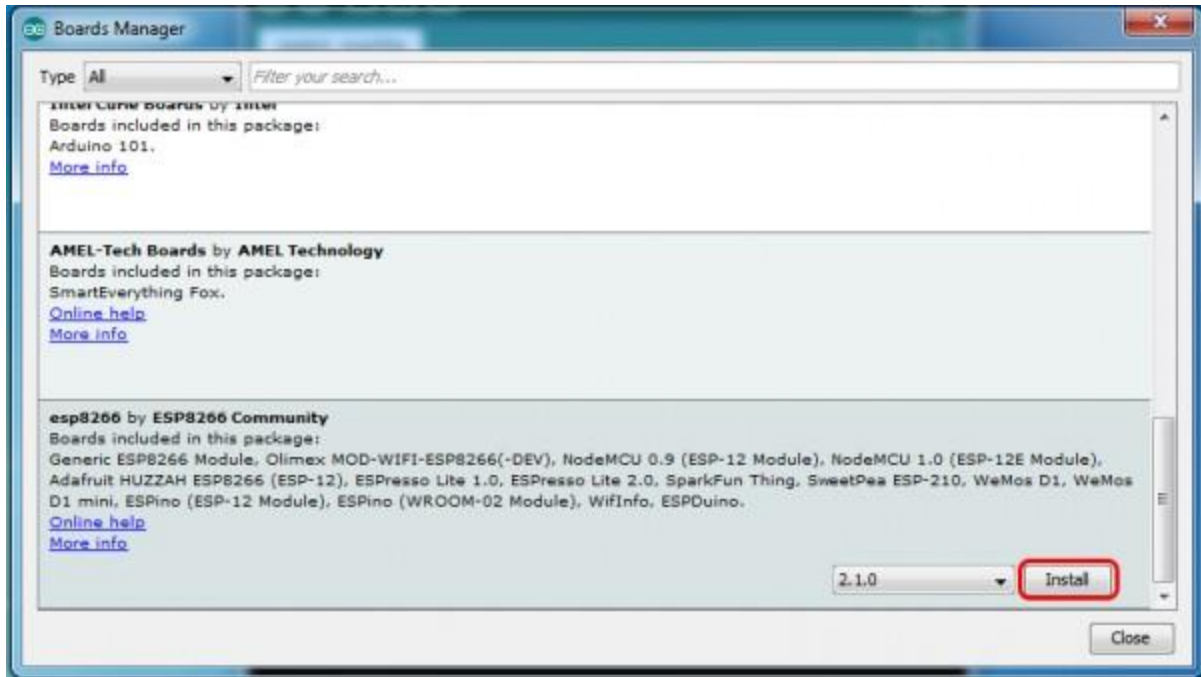 Boards Manager
Type All Filter your search...
Intel Curie Boards by Intel
Boards included in this package:
Arduino 101.
More info
AMEL-Tech Boards by AMEL Technology
Boards included in this package:
SmartEverything Fox.
Online help
More info
esp8266 by ESP8266 Community
Boards included in this package:
Generic ESP8266 Module, Olimex MOD-WIFI-ESP8266(-DEV), NodeMCU 0.9 (ESP-12 Module), NodeMCU 1.0 (ESP-12E Module),
Adafruit HUZZAH ESP8266 (ESP-12), ESPresso Lite 1.0, ESPresso Lite 2.0, SparkFun Thing, SweetPea ESP-210, WeMos D1, WeMos
D1 mini, ESPino (ESP-12 Module), ESPino (WROOM-02 Module), WifInfo, ESPDuino.
Online help
More info
2.1.0 Install
Close